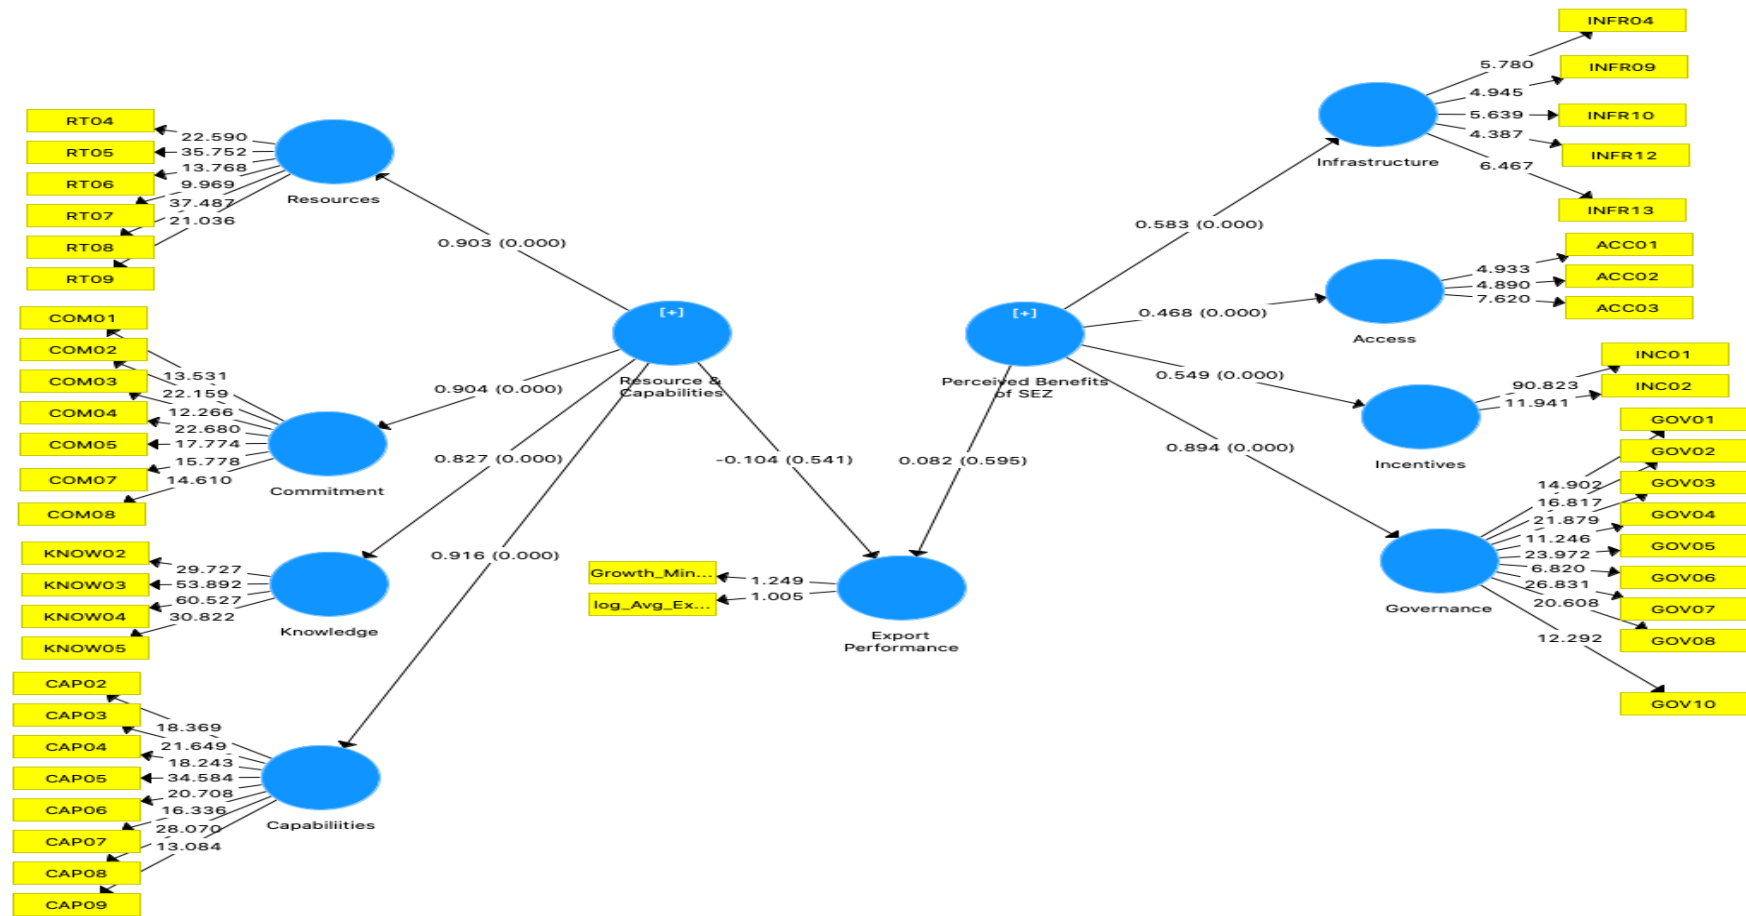 RT04
RT05
RT06
RT07
RT08
RT09
22.590
35.752
13.768
9.969
37.487
21.036
Resources
0.903 (0.000)
COM01
COM02
COM03
COM04
COM05
COM07
COM08
13.531
22.159
12.266
22.680
17.774
15.778
14.610
Commitment
0.904 (0.000)
KNOW02
KNOW03
KNOW04
KNOW05
29.727
53.892
60.527
30.822
Knowledge
0.827 (0.000)
CAP02
CAP03
CAP04
CAP05
CAP06
CAP07
CAP08
CAP09
18.369
21.649
18.243
34.584
20.708
16.336
28.070
13.084
Capabiliities
0.916 (0.000)
[+]
Resource &
Capabilities
-0.104 (0.541)
[+]
Perceived Benefits
of SEZ
0.082 (0.595)
Growth_Min...
log_Avg_Ex...
1.249
1.005
Export
Performance
0.583 (0.000)
Infrastructure
5.780
4.945
5.639
4.387
6.467
INFR04
INFR09
INFR10
INFR12
INFR13
0.468 (0.000)
Access
4.933
4.890
7.620
ACC01
ACC02
ACC03
0.549 (0.000)
Incentives
90.823
11.941
INC01
INC02
0.894 (0.000)
Governance
14.902
16.817
21.879
11.246
23.972
6.820
26.831
20.608
12.292
GOV01
GOV02
GOV03
GOV04
GOV05
GOV06
GOV07
GOV08
GOV10